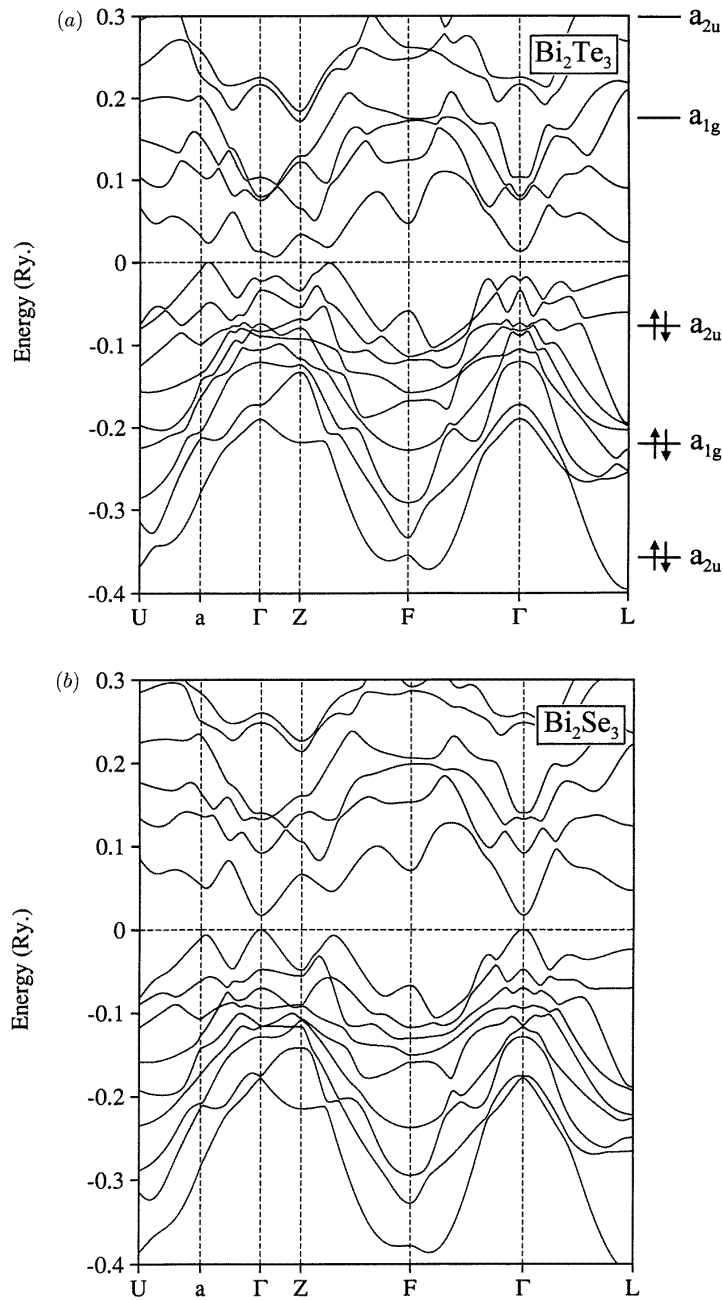 (a)
Bi2Te3
Energy (Ry.)
0.3
0.2
0.1
0
-0.1
-0.2
-0.3
-0.4
U a Γ Z F Γ L
a2u
a1g
a2u
a1g
a2u
(b)
Bi2Se3
Energy (Ry.)
0.3
0.2
0.1
0
-0.1
-0.2
-0.3
-0.4
U a Γ Z F Γ L